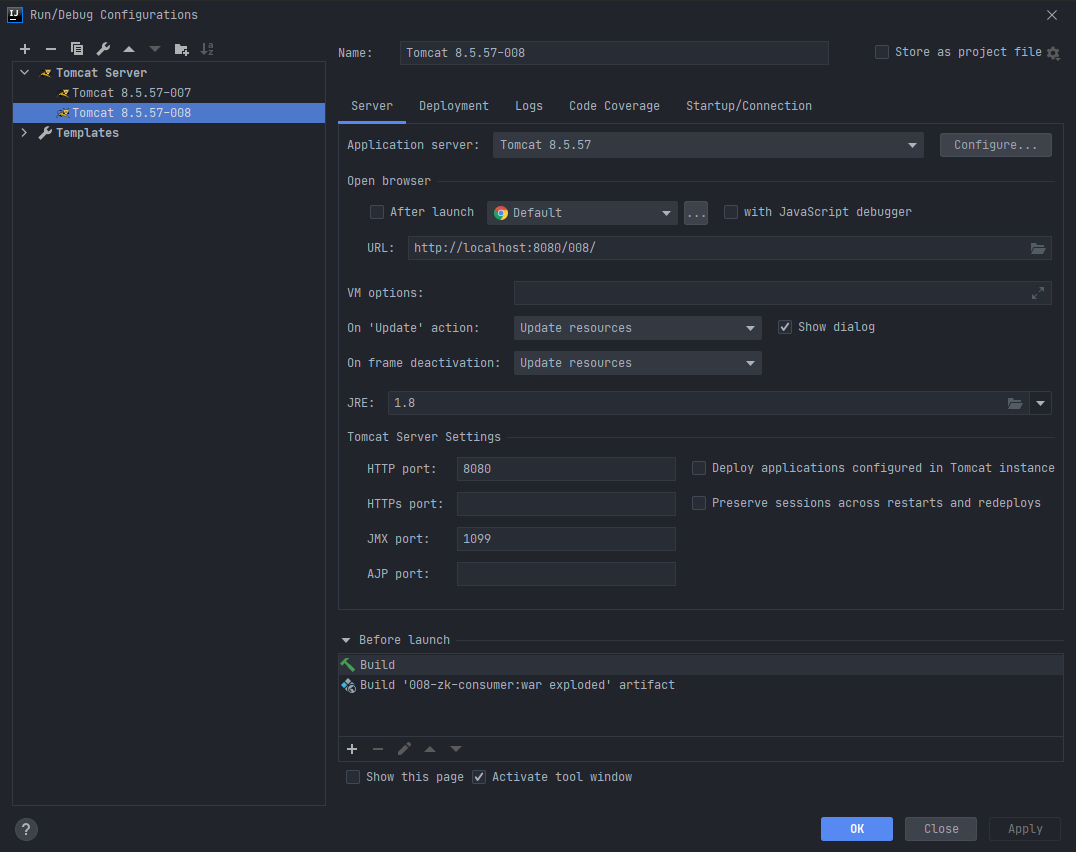 Run/Debug Configurations
Name: Tomcat 8.5.57-008 Store as project file
Tomcat Server
Tomcat 8.5.57-007
Tomcat 8.5.57-008
Templates
Server Deployment Logs Code Coverage Startup/Connection
Application server: Tomcat 8.5.57 Configure...
Open browser
After launch Default ... with JavaScript debugger
URL: http://localhost:8080/008/
VM options:
On 'Update' action: Update resources Show dialog
On frame deactivation: Update resources
JRE: 1.8
Tomcat Server Settings
HTTP port: 8080 Deploy applications configured in Tomcat instance
HTTPs port: Preserve sessions across restarts and redeploys
JMX port: 1099
AJP port:
Before launch
Build
Build '008-zk-consumer:war exploded' artifact
Show this page Activate tool window
? OK Close Apply